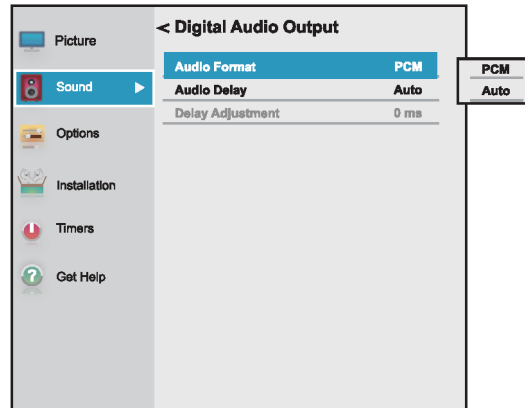 Picture
Sound
Options
Installation
Timers
Get Help
< Digital Audio Output
Audio Format PCM
Audio Delay Auto
Delay Adjustment 0 ms
PCM
Auto